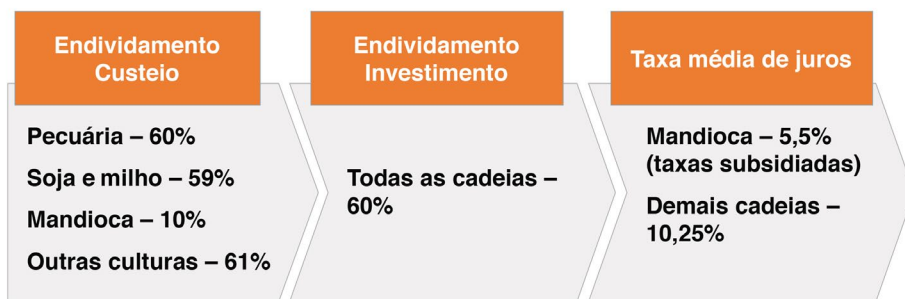 Endividamento
Custeio
Pecuária – 60%
Soja e milho – 59%
Mandioca – 10%
Outras culturas – 61%
Endividamento
Investimento
Todas as cadeias –
60%
Taxa média de juros
Mandioca – 5,5%
(taxas subsidiadas)
Demais cadeias –
10,25%